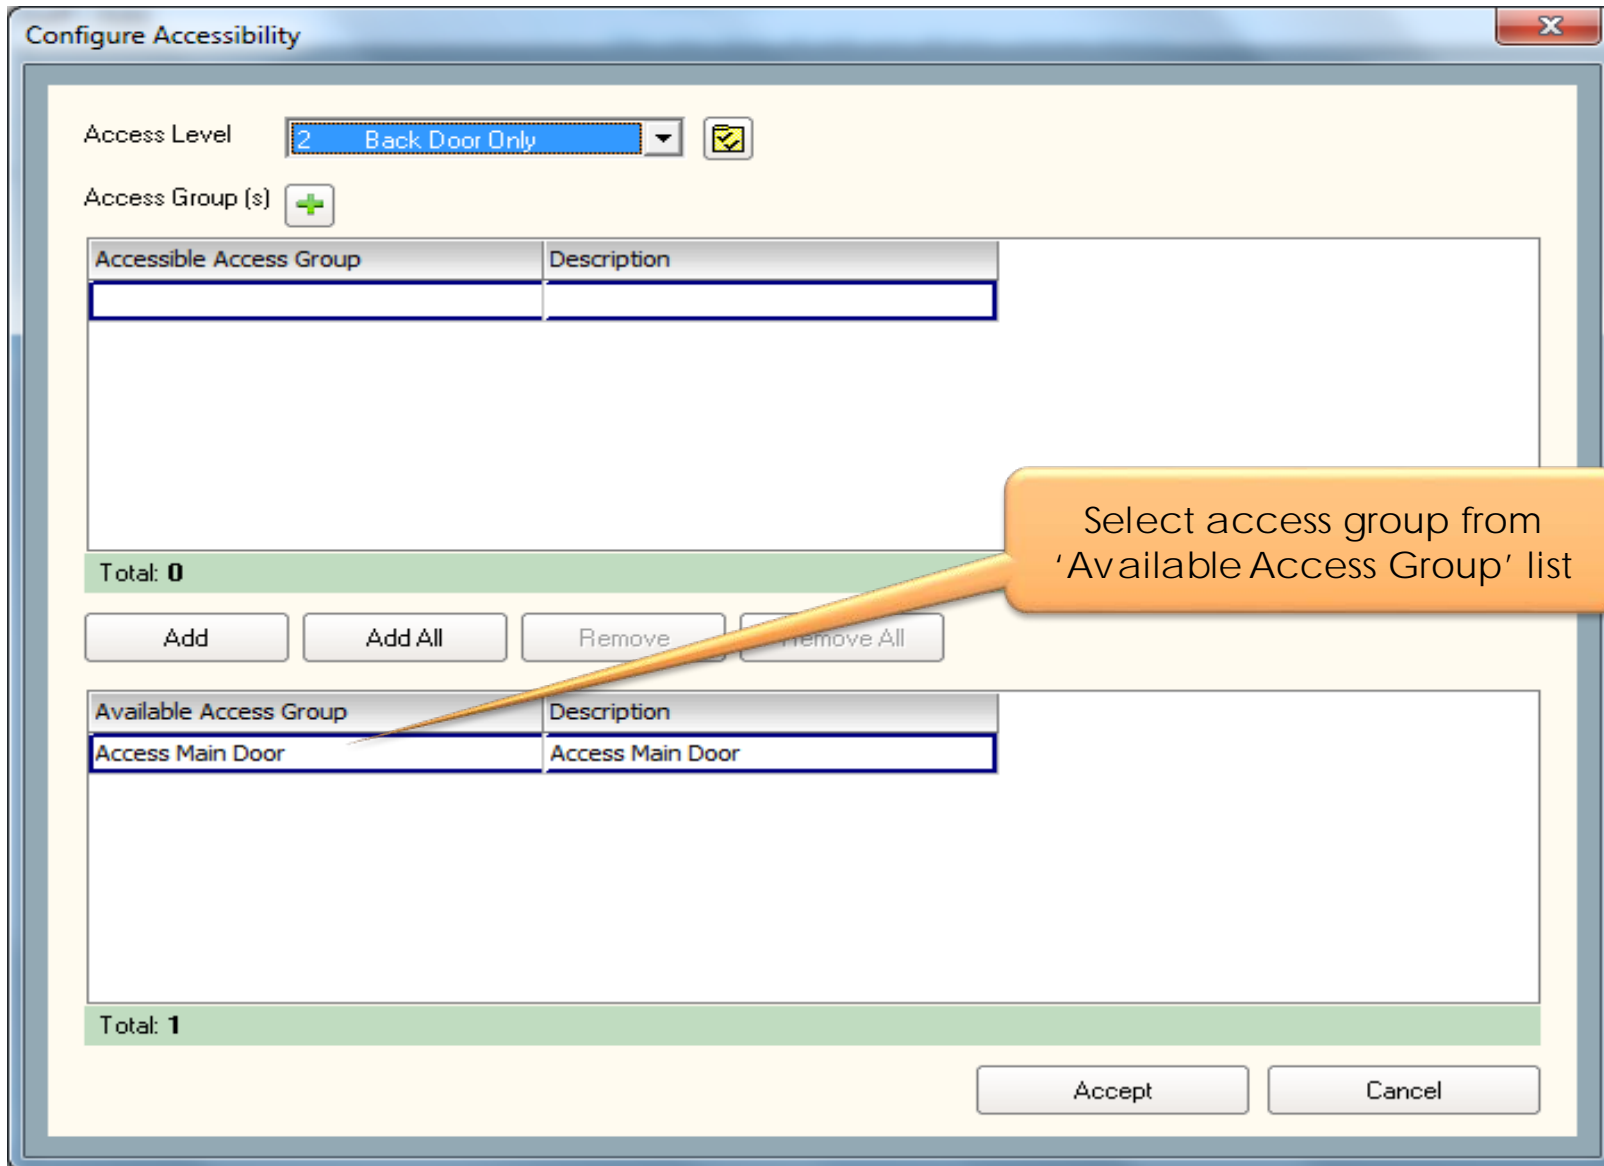 Configure Accessibility
Access Level 2 Back Door Only
Access Group (s)
Accessible Access Group Description
Select access group from
‘Available Access Group’ list
Total: 0
Add Add All Remove Remove All
Available Access Group Description
Access Main Door Access Main Door
Total: 1
Accept Cancel